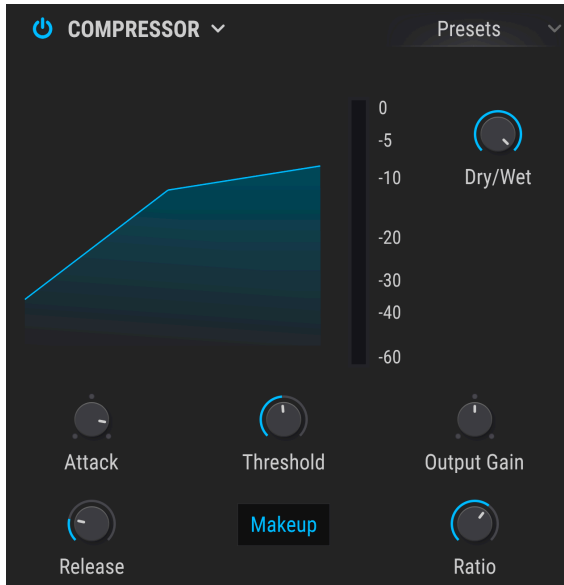 COMPRESSOR
Presets
0
-5
-10
-20
-30
-40
-60
Dry/Wet
Attack
Threshold
Output Gain
Release
Makeup
Ratio